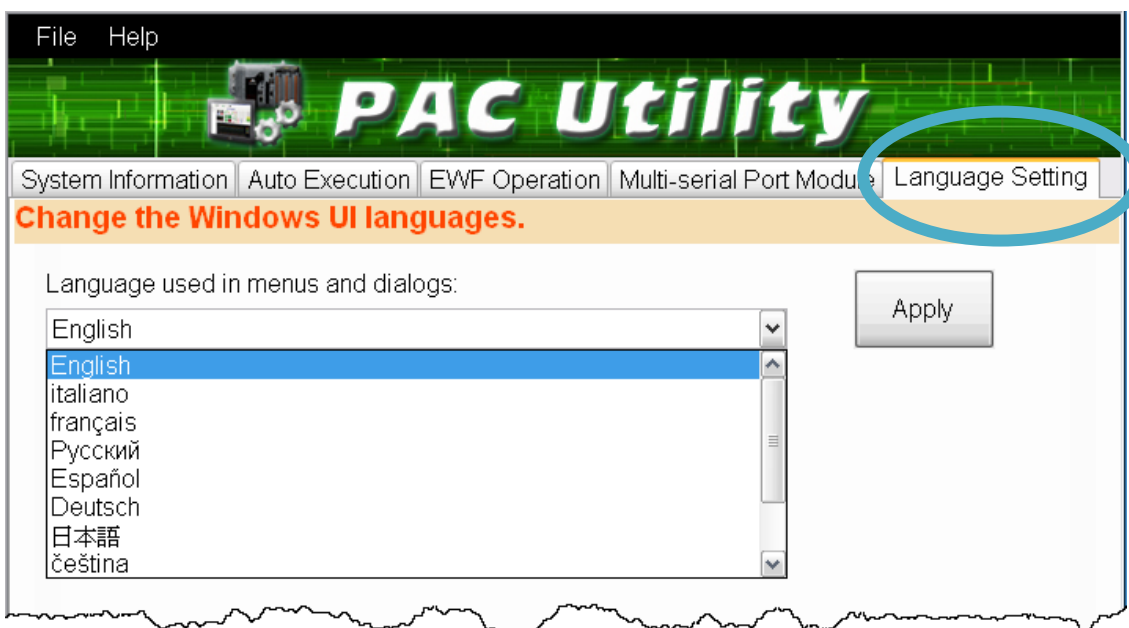 File Help
PAC Utility
System Information Auto Execution EWF Operation Multi-serial Port Module Language Setting
Change the Windows UI languages.
Language used in menus and dialogs:
Apply
English
English
italiano
français
Русский
Español
Deutsch
日本語
čeština